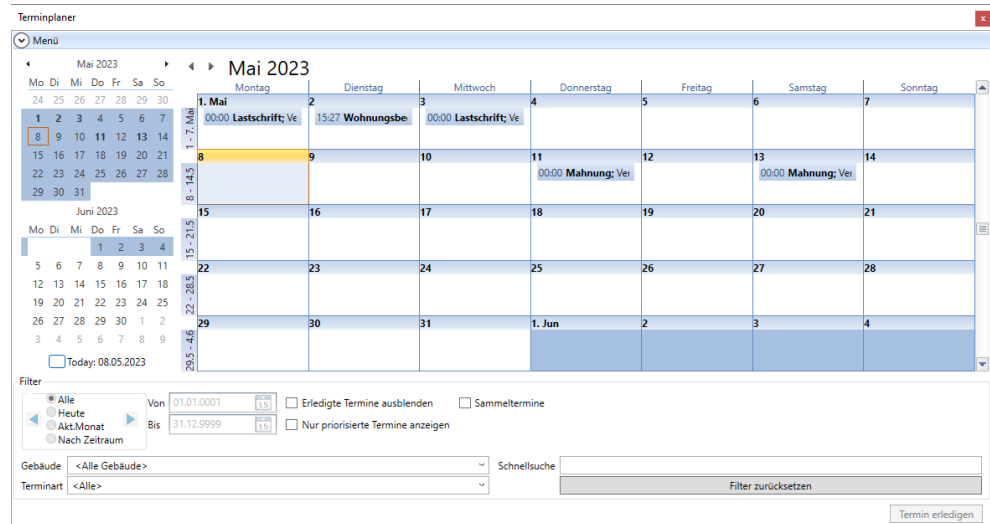 Terminplaner
x
Menü
Mai 2023
Mo Di Mi Do Fr Sa So
24 25 26 27 28 29 30
1 2 3 4 5 6 7
8 9 10 11 12 13 14
15 16 17 18 19 20 21
22 23 24 25 26 27 28
29 30 31
Juni 2023
Mo Di Mi Do Fr Sa So
1 2 3 4
5 6 7 8 9 10 11
12 13 14 15 16 17 18
19 20 21 22 23 24 25
26 27 28 29 30 1 2
3 4 5 6 7 8 9
Today: 08.05.2023
Mai 2023
Montag Dienstag Mittwoch Donnerstag Freitag Samstag Sonntag
1 - 7. Mai
1. Mai 2 3 4 5 6 7
00:00 Lastschrift; Ve 15:27 Wohnungsbe 00:00 Lastschrift; Ve
8 - 14.5
8 9 10 11 12 13 14
00:00 Mahnung; Ver 00:00 Mahnung; Ver
15 - 21.5
15 16 17 18 19 20 21
22 - 28.5
22 23 24 25 26 27 28
29.5 - 4.6
29 30 31 1. Jun 2 3 4
Filter
Alle
Heute
Akt.Monat
Nach Zeitraum
Von 01.01.0001 15
Bis 31.12.9999 15
Erledigte Termine ausblenden Sammeltermine
Nur priorisierte Termine anzeigen
Gebäude <Alle Gebäude> Schnellsuche
Terminart <Alle> Filter zurücksetzen
Termin erledigen